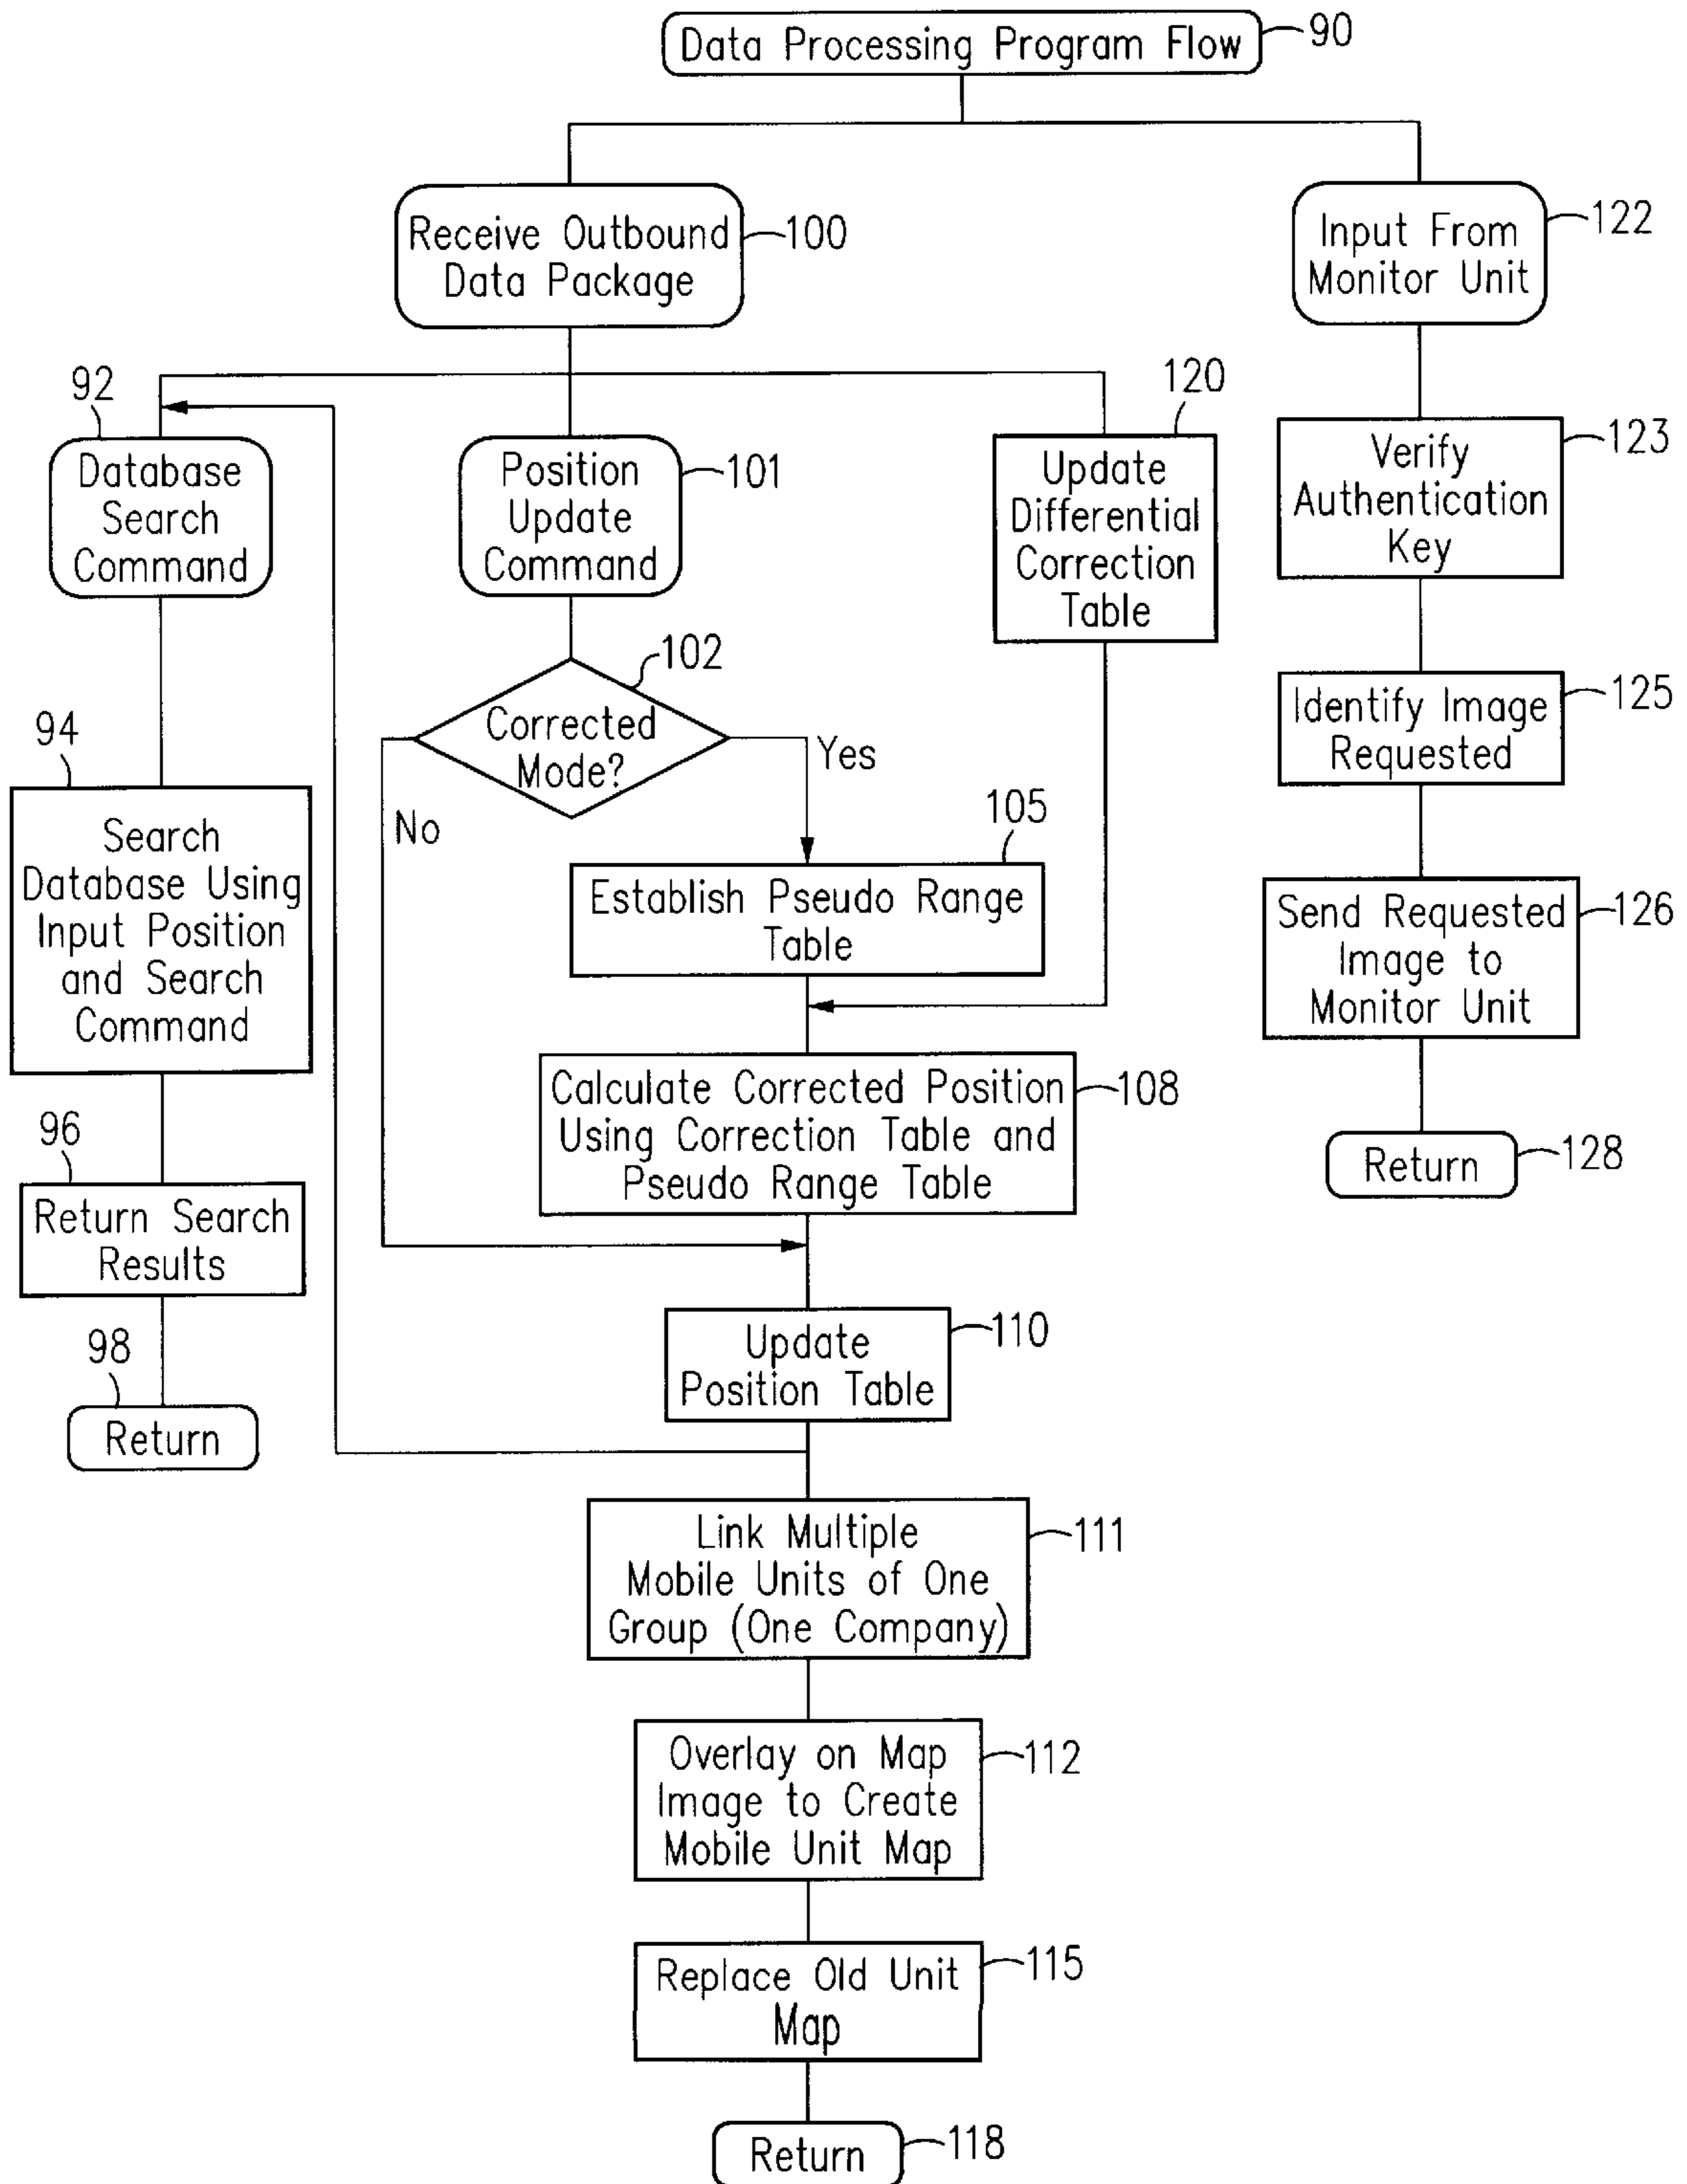 Data Processing Program Flow
90
Receive Outbound
Data Package
100
Input From
Monitor Unit
122
92
Database
Search
Command
Position
Update
Command
101
120
Update
Differential
Correction
Table
Verify
Authentication
Key
123
102
Corrected
Mode?
Yes
No
Identify Image
Requested
125
94
Search
Database Using
Input Position
and Search
Command
105
Establish Pseudo Range
Table
Send Requested
Image to
Monitor Unit
126
Calculate Corrected Position
Using Correction Table and
Pseudo Range Table
108
Return
128
96
Return Search
Results
98
Return
Update
Position Table
110
Link Multiple
Mobile Units of One
Group (One Company)
111
Overlay on Map
Image to Create
Mobile Unit Map
112
Replace Old Unit
Map
115
Return
118